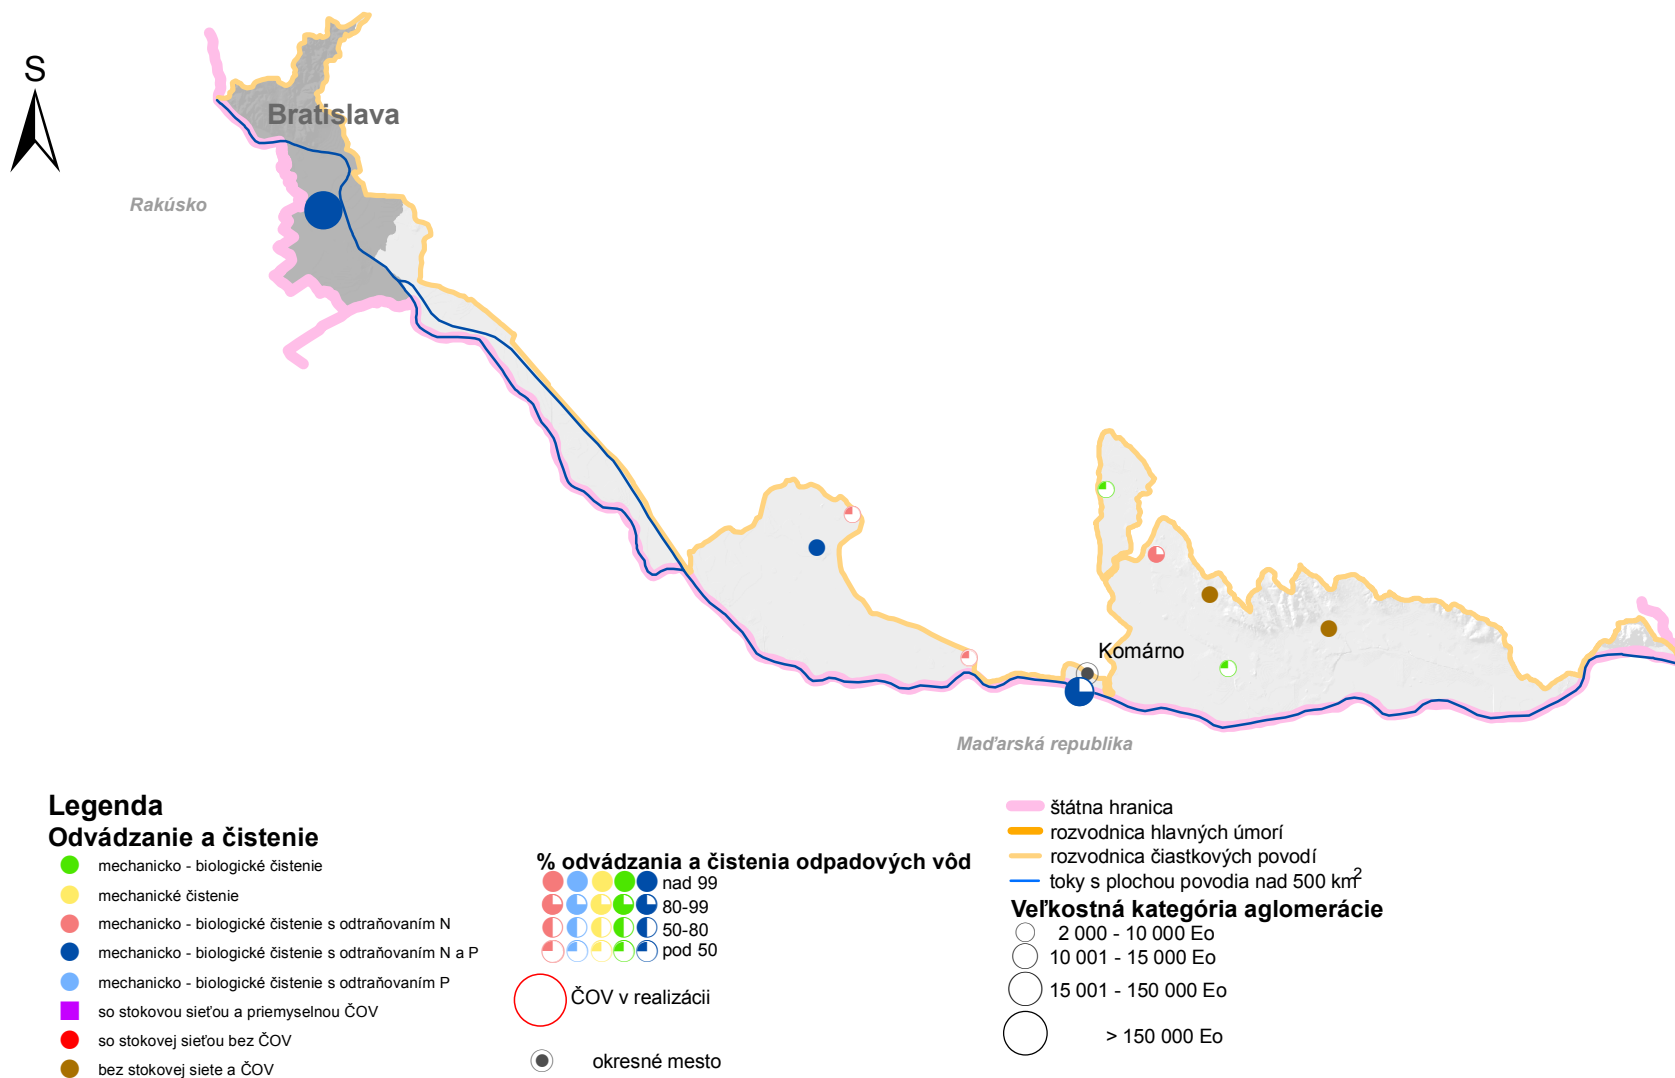 S
Bratislava
Rakúsko
Komárno
Maďarská republika
Legenda
Odvádzanie a čistenie
mechanicko - biologické čistenie
mechanické čistenie
mechanicko - biologické čistenie s odtraňovaním N
mechanicko - biologické čistenie s odtraňovaním N a P
mechanicko - biologické čistenie s odtraňovaním P
so stokovou sieťou a priemyselnou ČOV
so stokovej sieťou bez ČOV
bez stokovej siete a ČOV
% odvádzania a čistenia odpadových vôd
nad 99
80-99
50-80
pod 50
ČOV v realizácii
okresné mesto
štátna hranica
rozvodnica hlavných úmorí
rozvodnica čiastkových povodí
toky s plochou povodia nad 500 km²
Veľkostná kategória aglomerácie
2 000 - 10 000 Eo
10 001 - 15 000 Eo
15 001 - 150 000 Eo
> 150 000 Eo